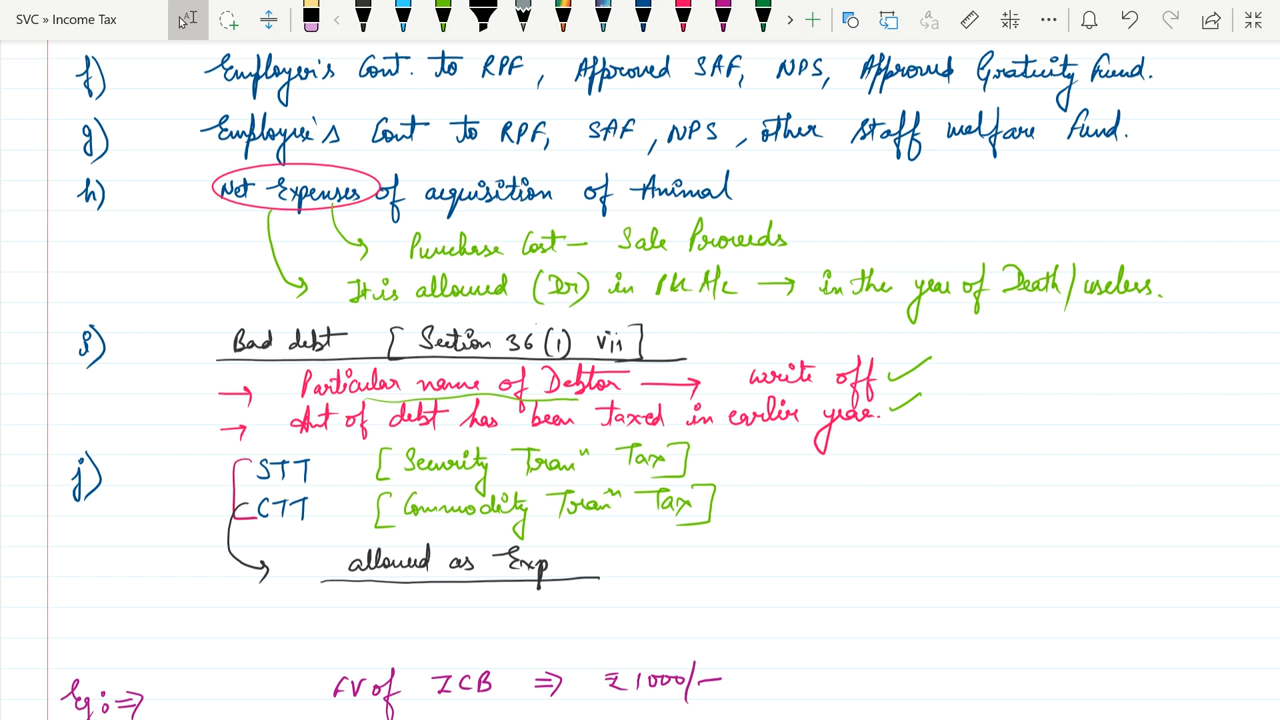 SVC » Income Tax
f) Employer's Cont. to RPF, Approved SAF, NPS, Approved Gratuity Fund.
g) Employee's Cont to RPF, SAF, NPS, other staff welfare Fund.
h) Net Expenses of acquisition of Animal
→ Purchase Cost - Sale Proceeds
→ It is allowed (Dr) in P&L A/c → in the year of Death/useless.
i) Bad debt [Section 36(1) vii]
→ Particular name of Debtor → write off ✓
→ Amt of debt has been taxed in earlier year. ✓
j) STT [Security Tranⁿ Tax]
CTT [Commodity Tranⁿ Tax]
→ allowed as Exp
Eg:⇒ FV of ZCB ⇒ ₹1000/-